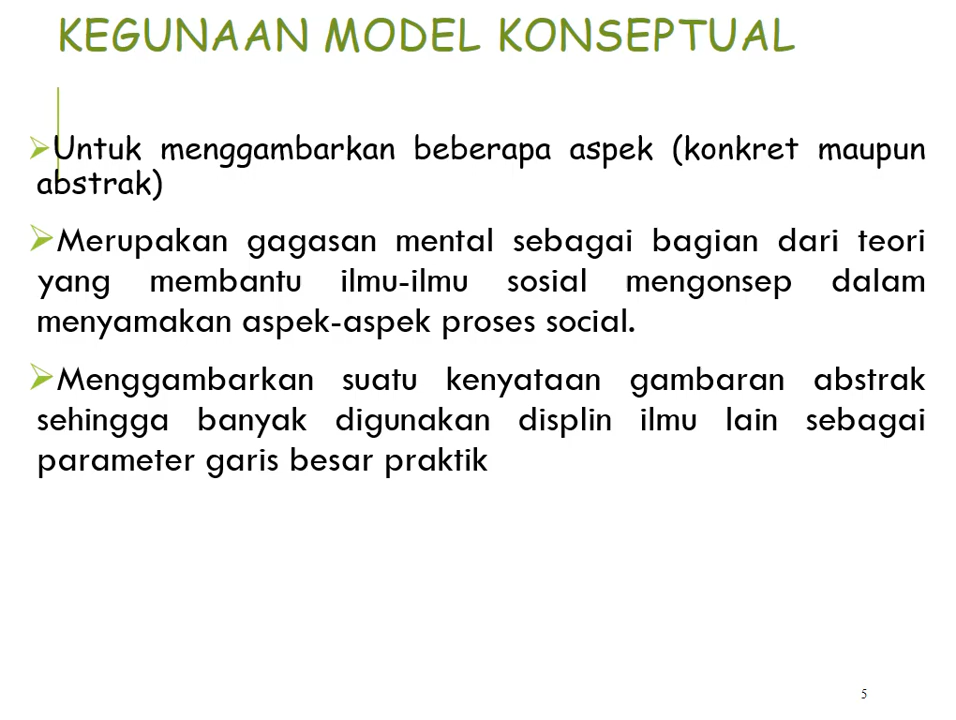 KEGUNAAN MODEL KONSEPTUAL
Untuk menggambarkan beberapa aspek (konkret maupun
abstrak)
Merupakan gagasan mental sebagai bagian dari teori
yang membantu ilmu-ilmu sosial mengonsep dalam
menyamakan aspek-aspek proses social.
Menggambarkan suatu kenyataan gambaran abstrak
sehingga banyak digunakan displin ilmu lain sebagai
parameter garis besar praktik
5